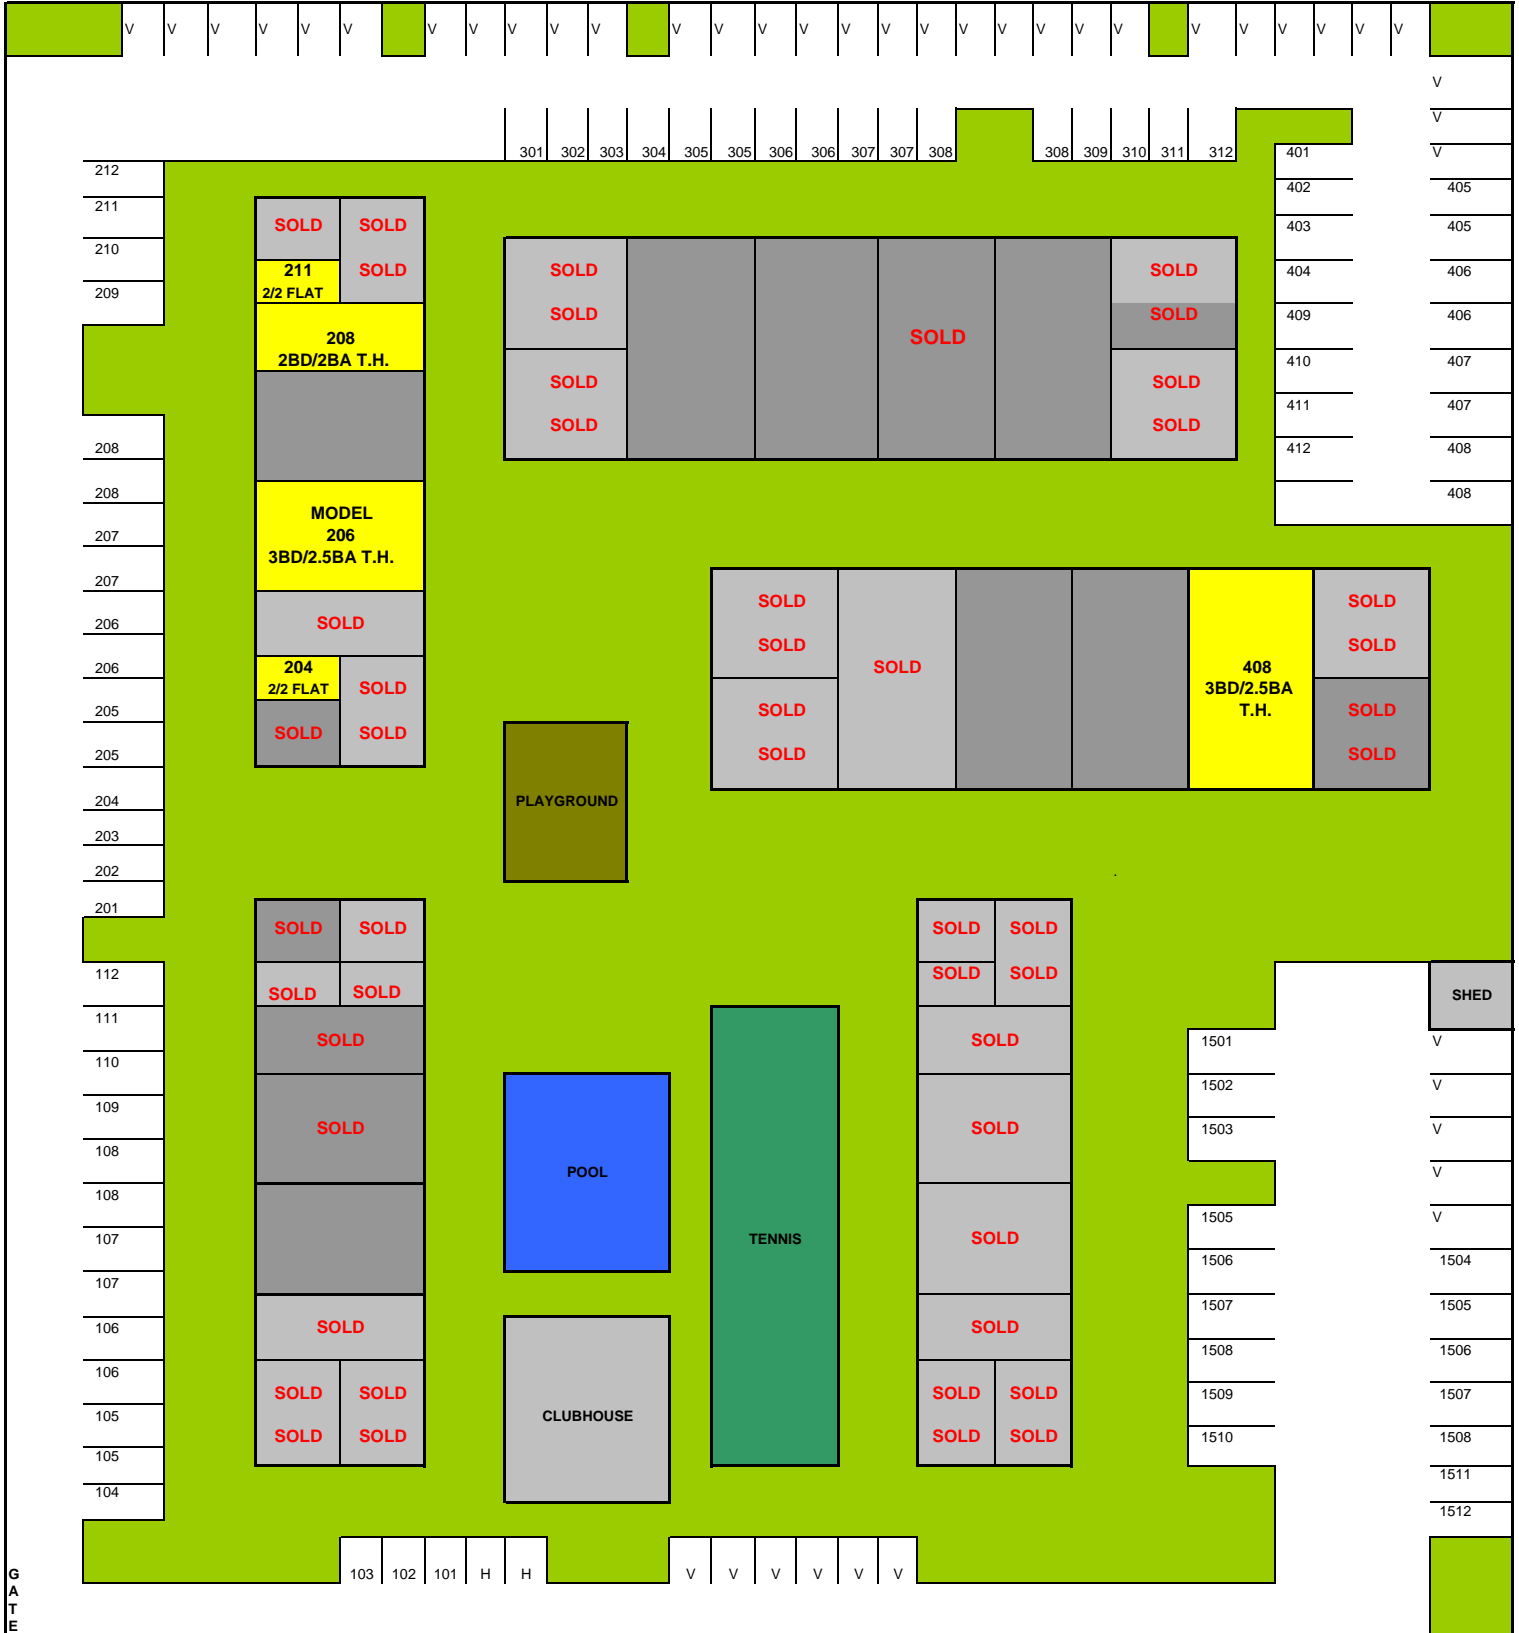 V V V V V V V V V V V V V V V V V V V V V V V V V V V V
V
V
301 302 303 304 305 305 306 306 307 307 308 308 309 310 311 312 401 V
212
402 405
211
SOLD SOLD 403 405
210
211 SOLD SOLD SOLD 404 406
2/2 FLAT
209
SOLD SOLD 409 406
208 SOLD
2BD/2BA T.H. 410 407
SOLD SOLD
411 407
SOLD SOLD
208 412 408
208 408
MODEL
207 206
3BD/2.5BA T.H.
207
SOLD SOLD
206 SOLD
SOLD SOLD
206 204 SOLD SOLD 408
2/2 FLAT 3BD/2.5BA
205 SOLD SOLD T.H. SOLD
SOLD SOLD
205 SOLD SOLD
204 PLAYGROUND
203
202
201
SOLD SOLD SOLD SOLD
112 SOLD SOLD
SOLD SOLD SHED
111
SOLD SOLD 1501 V
110
1502 V
109
SOLD SOLD 1503 V
108
POOL V
108
1505 V
107 TENNIS SOLD
1506 1504
107
1507 1505
106 SOLD SOLD
1508 1506
106
SOLD SOLD SOLD SOLD 1509 1507
105 CLUBHOUSE
SOLD SOLD SOLD SOLD 1510 1508
105
1511
104
1512
103 102 101 H H V V V V V V
G
A
T
E